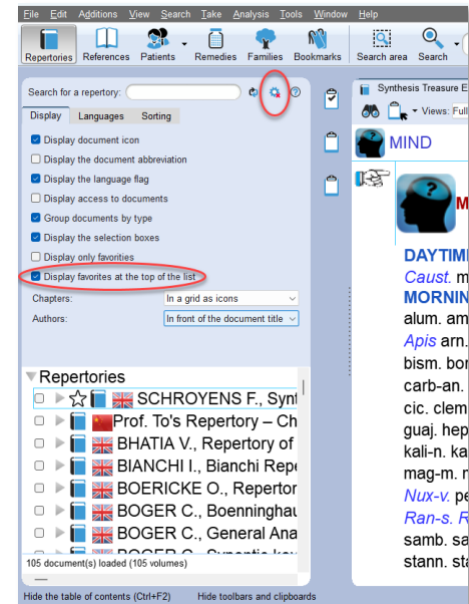 File Edit Additions View Search Take Analysis Tools Window Help
Repertories References Patients Remedies Families Bookmarks Search area Search
Search for a repertory:
Display Languages Sorting
Display document icon
Display the document abbreviation
Display the language flag
Display access to documents
Group documents by type
Display the selection boxes
Display only favorities
Display favorites at the top of the list
Chapters: In a grid as icons
Authors: In front of the document title
Repertories
SCHROYENS F., Synt
Prof. To's Repertory – Ch
BHATIA V., Repertory of
BIANCHI I., Bianchi Repe
BOERICKE O., Repertor
BOGER C., Boenninghau
BOGER C., General Ana
105 document(s) loaded (105 volumes)
Hide the table of contents (Ctrl+F2) Hide toolbars and clipboards
Synthesis Treasure E
Views: Full
MIND
M
DAYTIM
Caust. m
MORNIN
alum. am
Apis arn.
bism. bor
carb-an.
cic. clem
guaj. hep
kali-n. ka
mag-m. n
Nux-v. pe
Ran-s. R
samb. sa
stann. sta